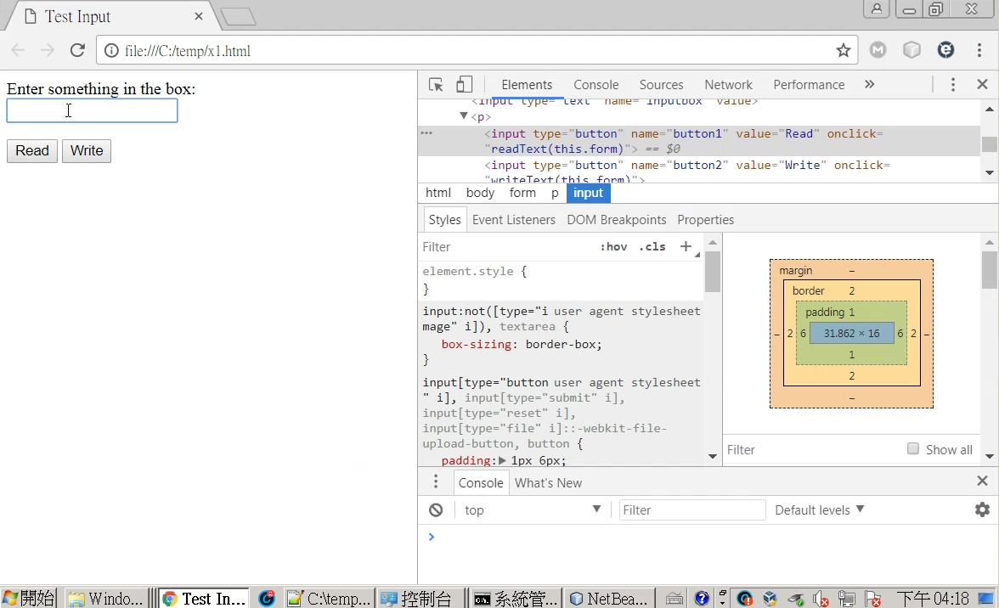 Test Input
file:///C:/temp/x1.html
Enter something in the box:
Read Write
Elements Console Sources Network Performance »
<input type="text" name="inputbox" value>
▼<p>
<input type="button" name="button1" value="Read" onclick=
"readText(this.form)"> == $0
<input type="button" name="button2" value="Write" onclick=
"writeText(this.form)">
html body form p input
Styles Event Listeners DOM Breakpoints Properties
Filter :hov .cls +
element.style {
}
input:not([type="i user agent stylesheet
mage" i]), textarea {
box-sizing: border-box;
}
input[type="button user agent stylesheet
" i], input[type="submit" i],
input[type="reset" i],
input[type="file" i]::-webkit-file-
upload-button, button {
padding:▶ 1px 6px;
margin –
border 2
padding 1
– 2 6 31.862 × 16 6 2 –
1
2
–
Filter Show all
Console What's New
top ▼ Filter Default levels ▼
開始 Windo... Test In... C:\temp... 控制台 系統管... NetBea... 下午 04:18